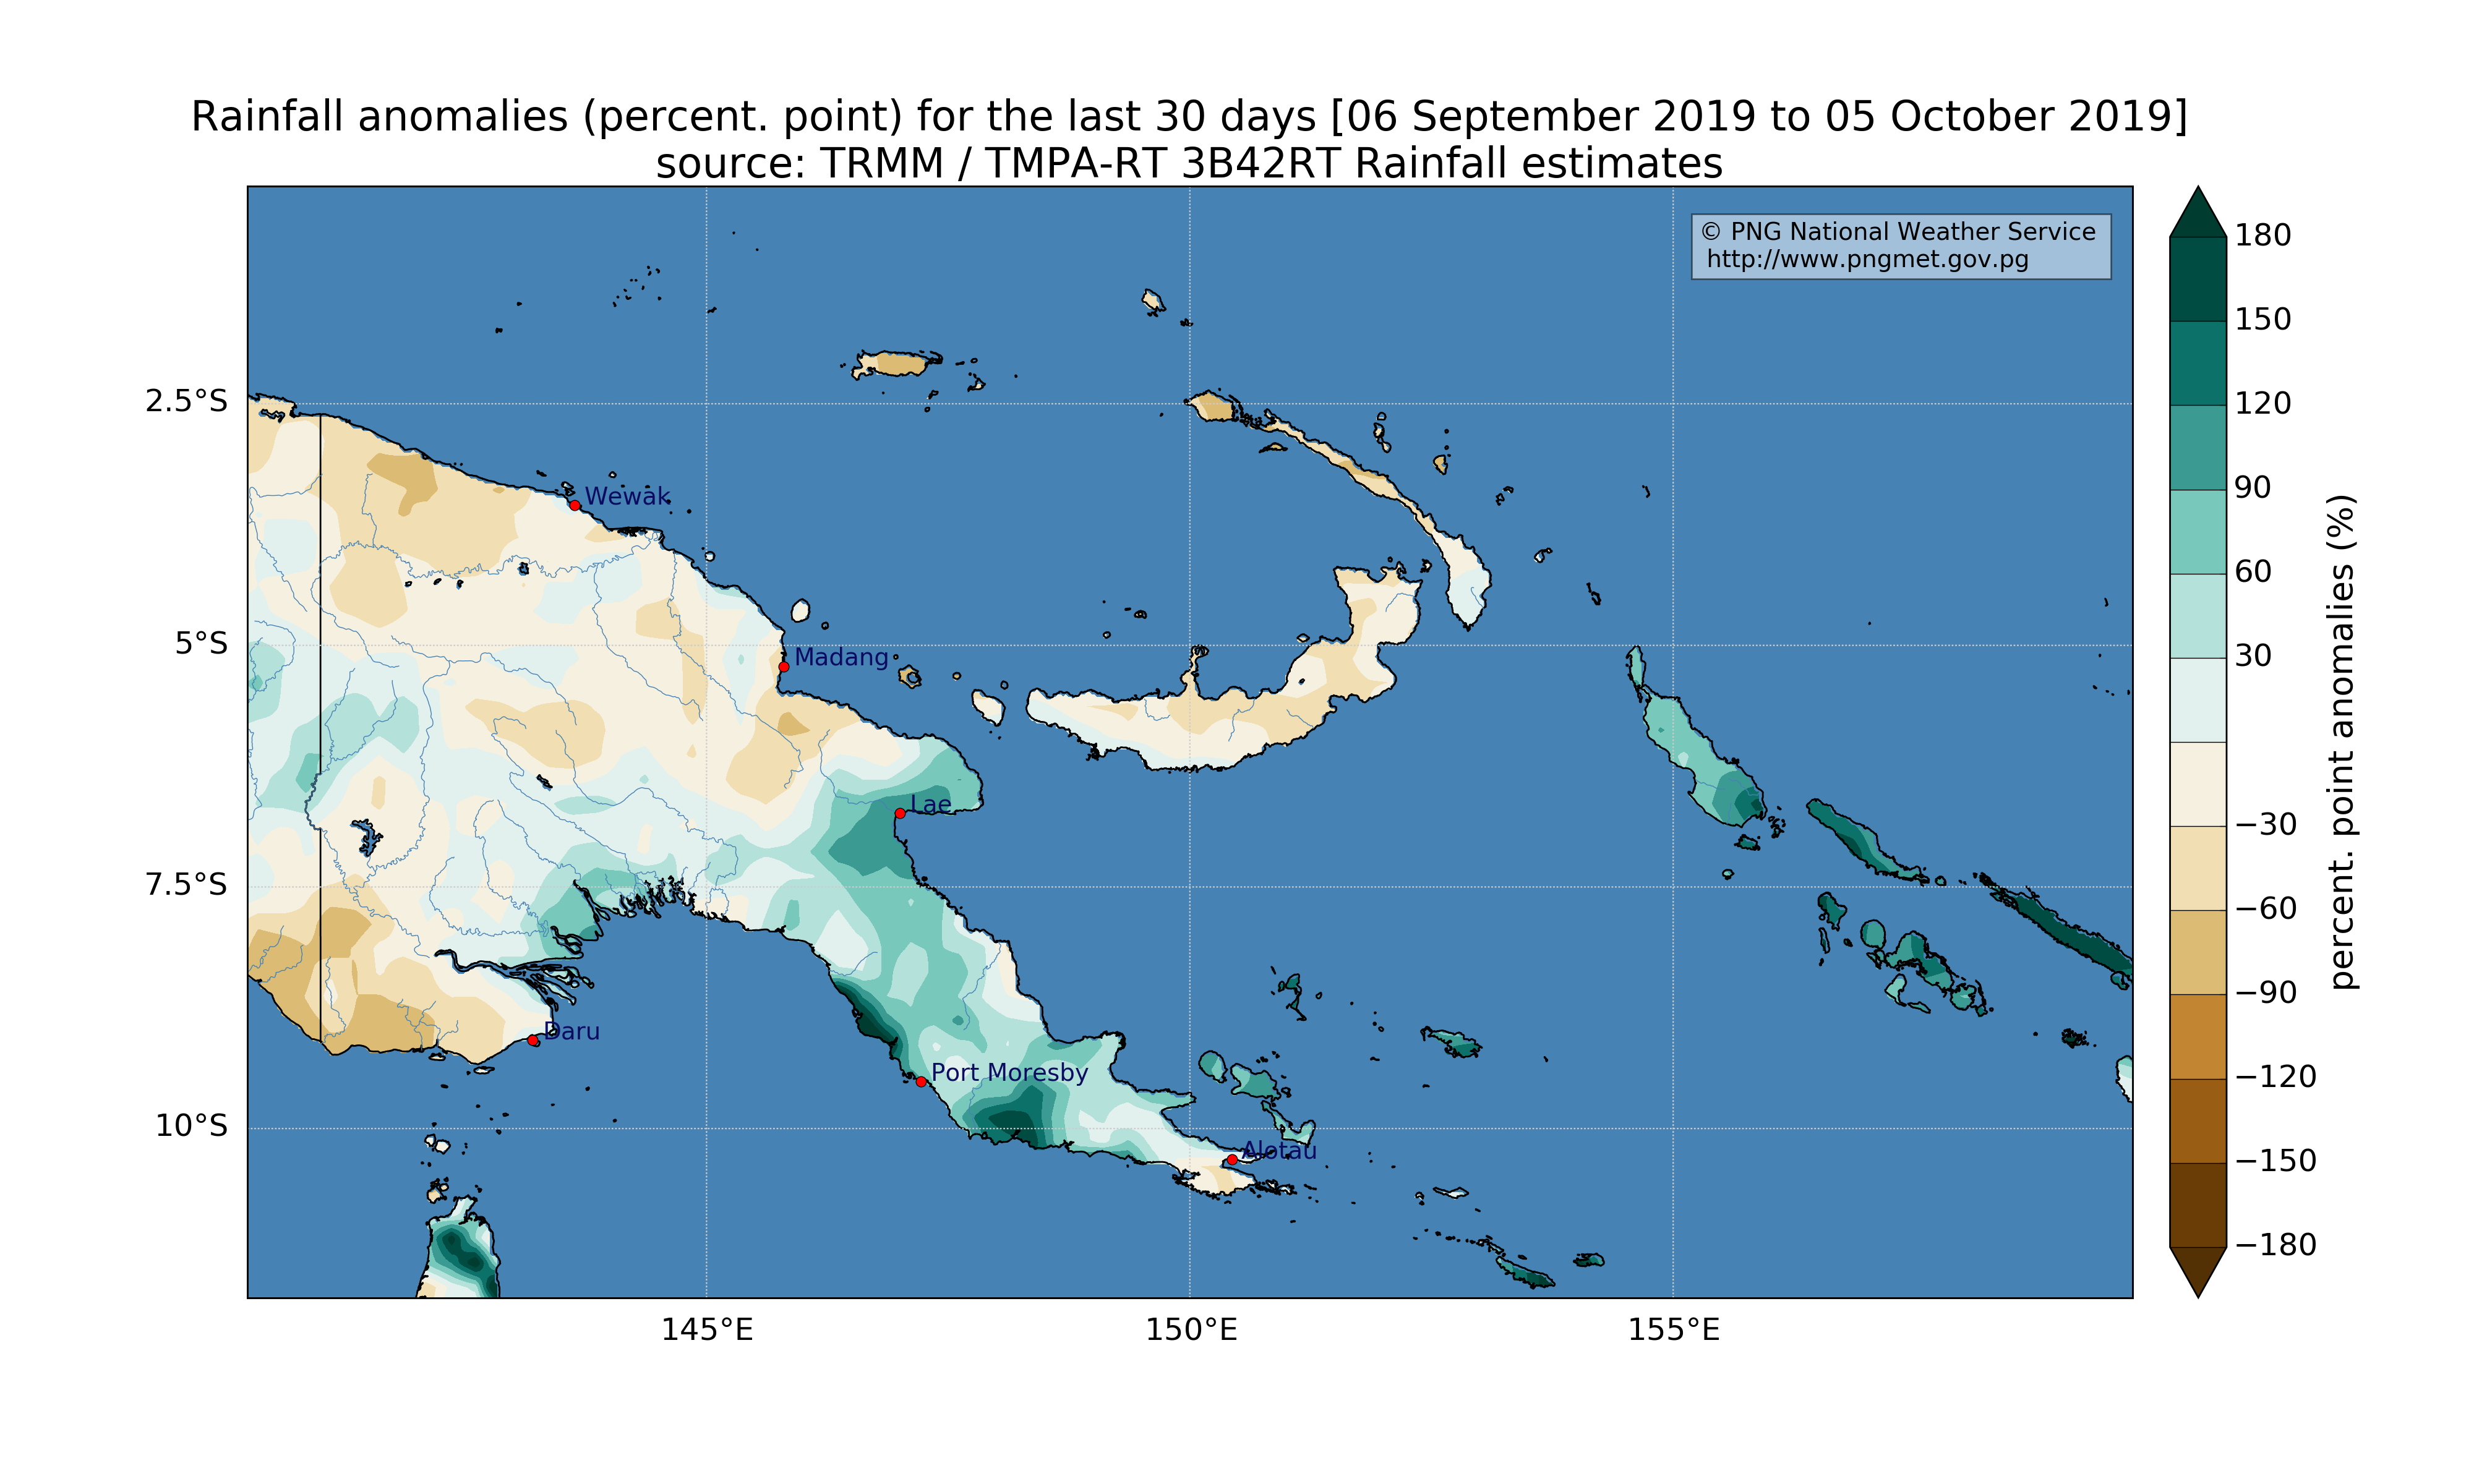 Rainfall anomalies (percent. point) for the last 30 days [06 September 2019 to 05 October 2019]
source: TRMM / TMPA-RT 3B42RT Rainfall estimates
© PNG National Weather Service
http://www.pngmet.gov.pg
2.5°S
5°S
7.5°S
10°S
Wewak
Madang
Lae
Daru
Port Moresby
Alotau
145°E
150°E
155°E
180
150
120
90
60
30
−30
−60
−90
−120
−150
−180
percent. point anomalies (%)